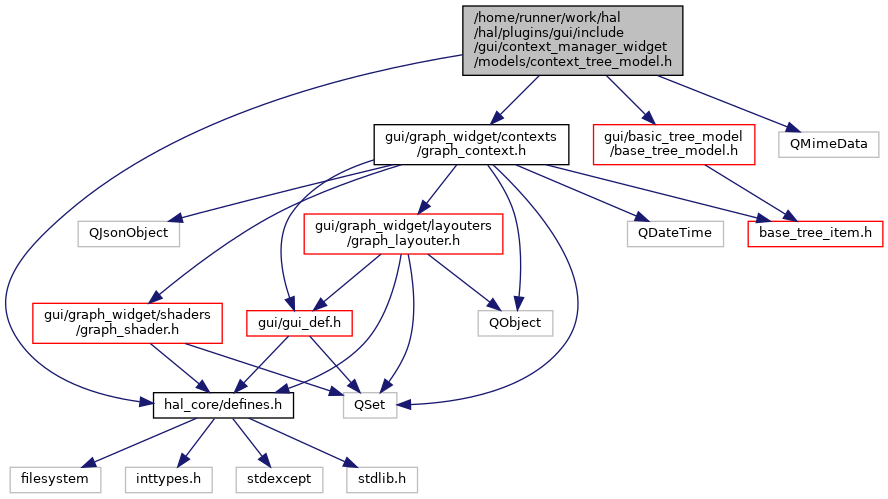 /home/runner/work/hal
/hal/plugins/gui/include
/gui/context_manager_widget
/models/context_tree_model.h
gui/graph_widget/contexts
/graph_context.h
gui/basic_tree_model
/base_tree_model.h
QMimeData
QJsonObject
gui/graph_widget/layouters
/graph_layouter.h
QDateTime
base_tree_item.h
gui/graph_widget/shaders
/graph_shader.h
gui/gui_def.h
QObject
hal_core/defines.h
QSet
filesystem
inttypes.h
stdexcept
stdlib.h